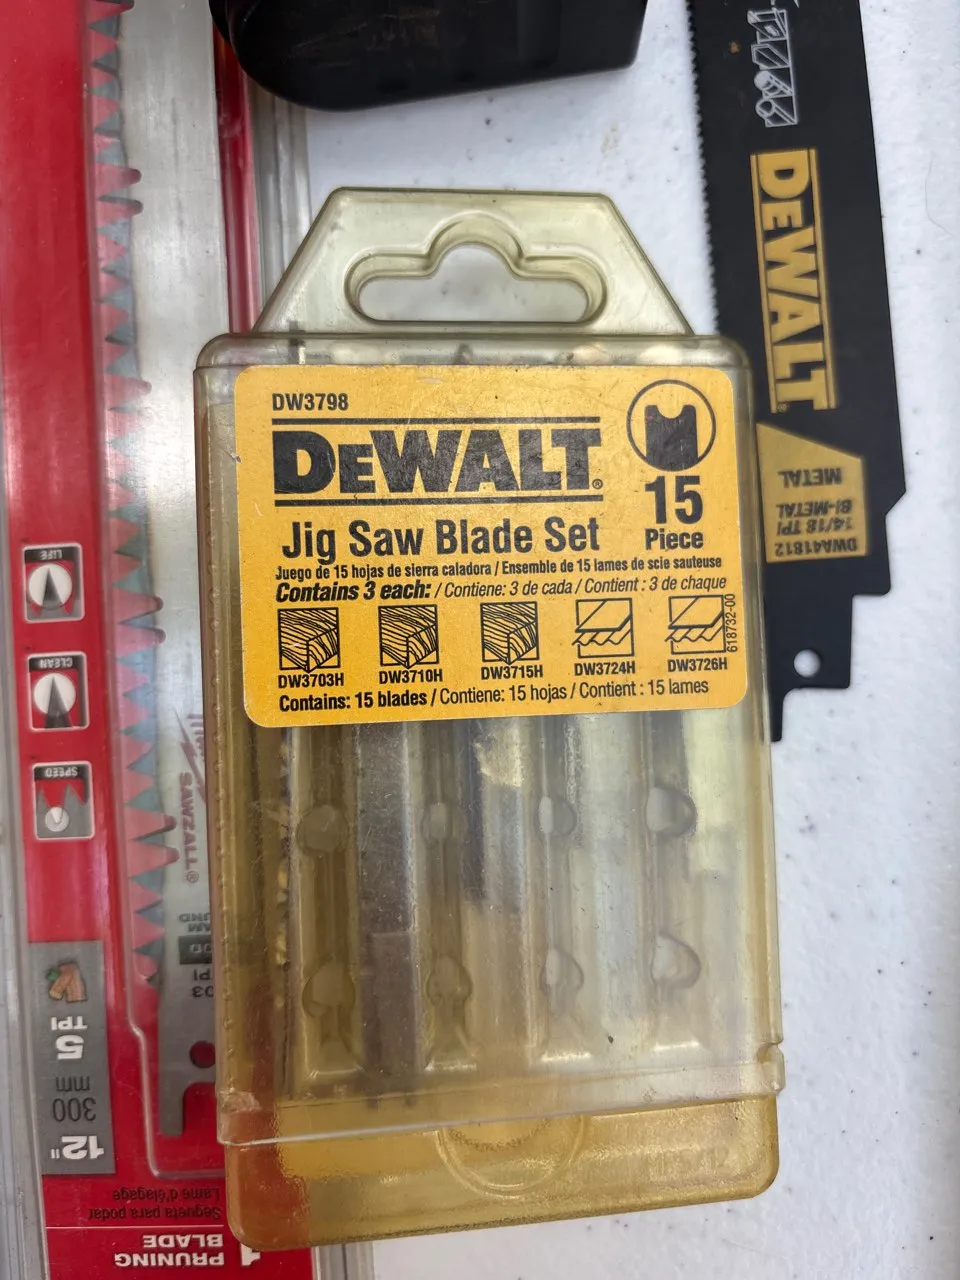 DW3798
DEWALT®
Jig Saw Blade Set
15
Piece
Juego de 15 hojas de sierra caladora / Ensemble de 15 lames de scie sauteuse
Contains 3 each: / Contiene: 3 de cada / Contient : 3 de chaque
DW3703H DW3710H DW3715H DW3724H DW3726H
618732-00
Contains: 15 blades / Contiene: 15 hojas / Contient : 15 lames
DEWALT
DWA41812
14/18 TPI
BI-METAL
METAL
1 PRUNING
BLADE
Segueta para podar
Lame d'élagage
12"
300
mm
5
TPI
SPEED
CLEAN
LIFE
SAWZALL®